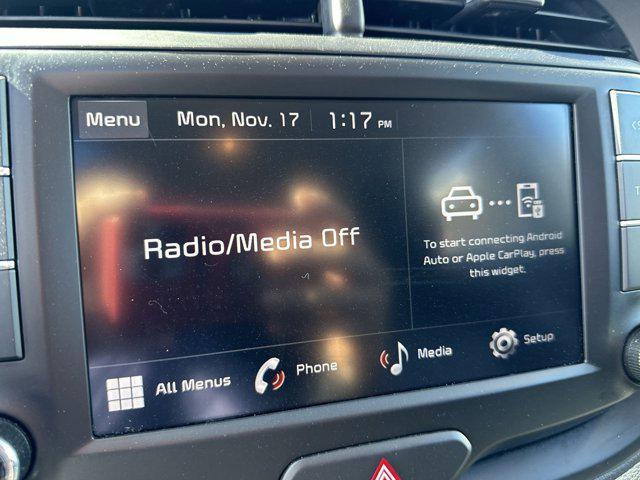 Menu Mon, Nov. 17 1:17 PM
Radio/Media Off
To start connecting Android
Auto or Apple CarPlay, press
this widget.
All Menus Phone Media Setup